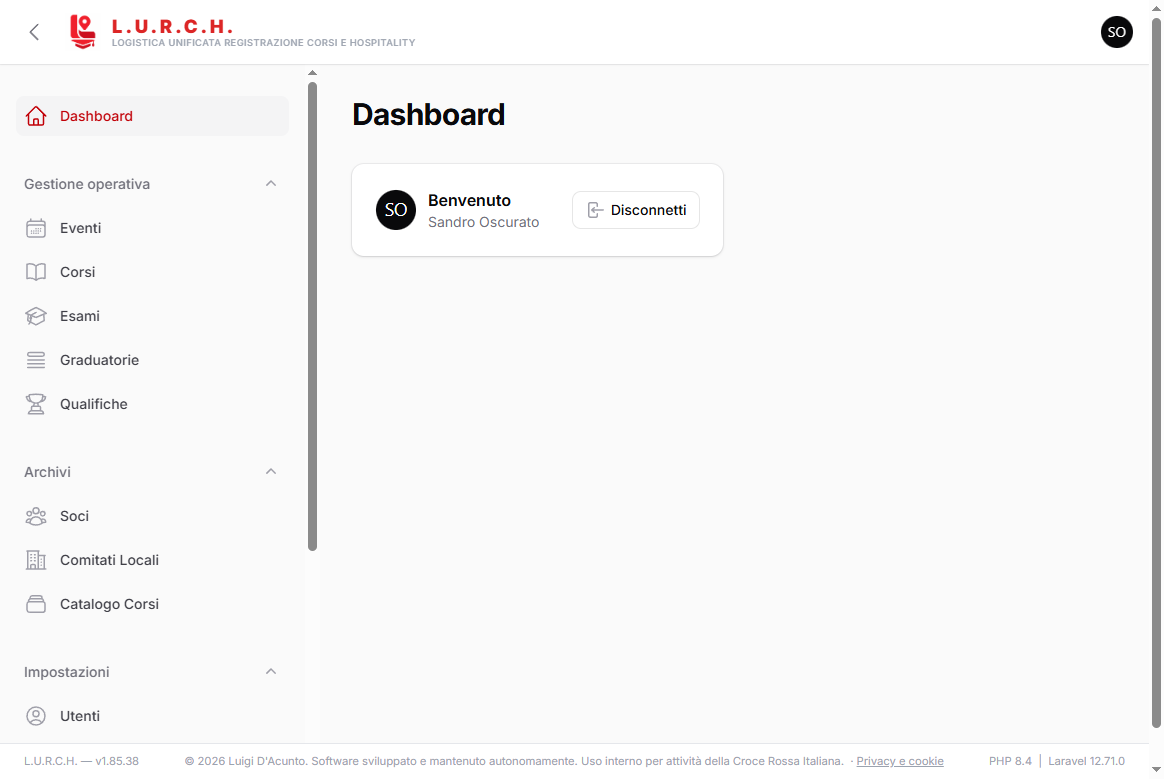 L.U.R.C.H.
LOGISTICA UNIFICATA REGISTRAZIONE CORSI E HOSPITALITY
SO
Dashboard
Gestione operativa
Eventi
Corsi
Esami
Graduatorie
Qualifiche
Archivi
Soci
Comitati Locali
Catalogo Corsi
Impostazioni
Utenti
Dashboard
SO
Benvenuto
Sandro Oscurato
Disconnetti
L.U.R.C.H. — v1.85.38
© 2026 Luigi D'Acunto. Software sviluppato e mantenuto autonomamente. Uso interno per attività della Croce Rossa Italiana. · Privacy e cookie
PHP 8.4 | Laravel 12.71.0